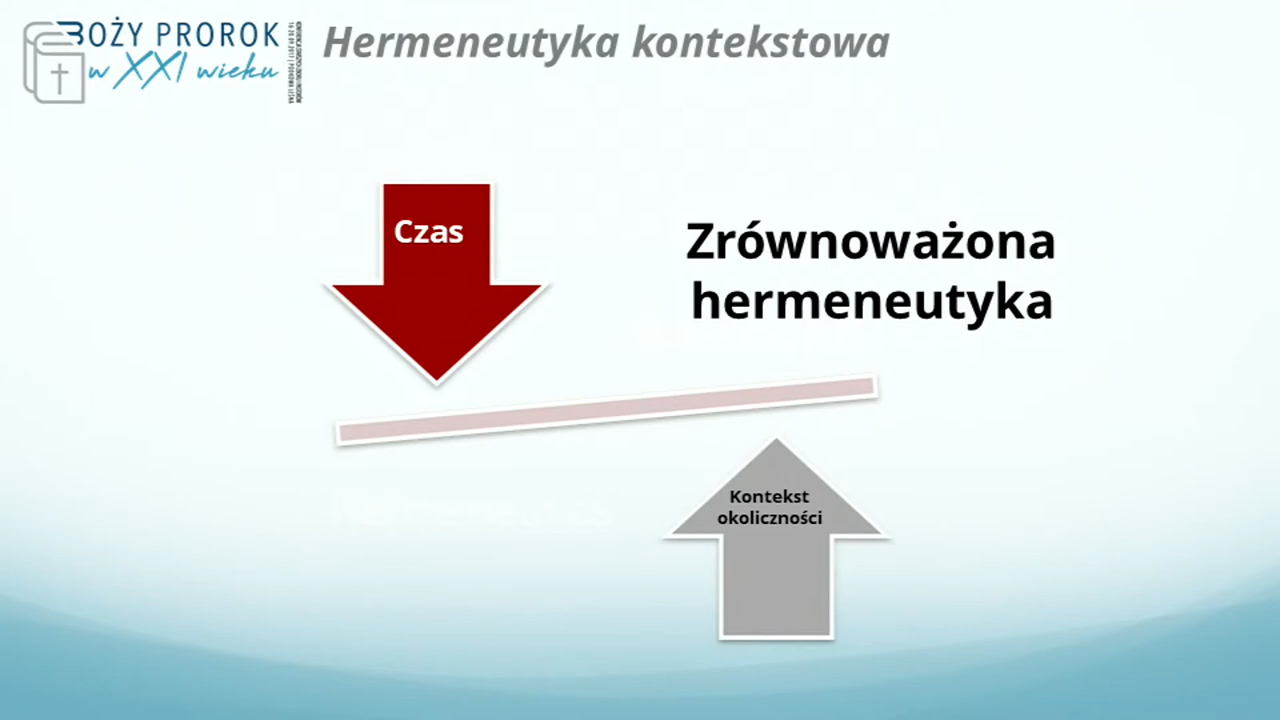 BOŻY PROROK
w XXI wieku
Hermeneutyka kontekstowa
Czas
Zrównoważona
hermeneutyka
Kontekst
okoliczności